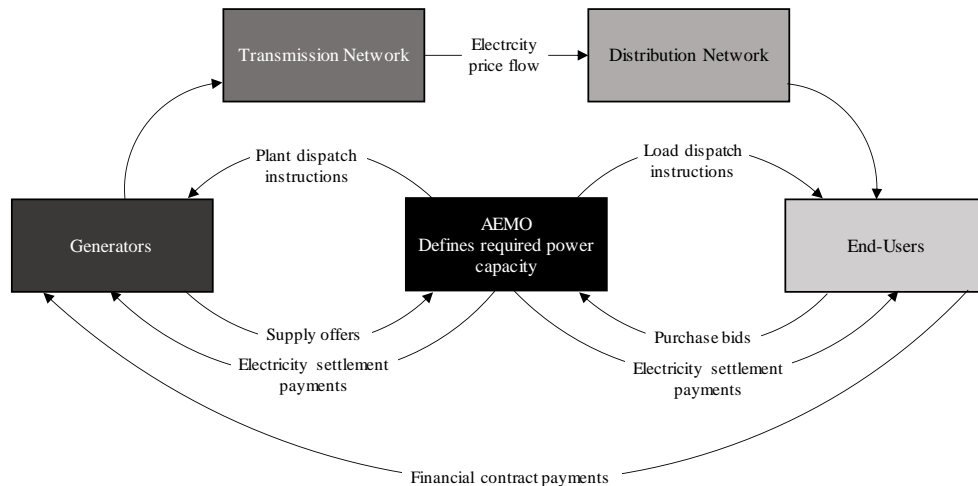 Transmission Network
Electrcity
price flow
Distribution Network
Plant dispatch
instructions
Load dispatch
instructions
Generators
AEMO
Defines required power
capacity
End-Users
Supply offers
Purchase bids
Electricity settlement
payments
Electricity settlement
payments
Financial contract payments